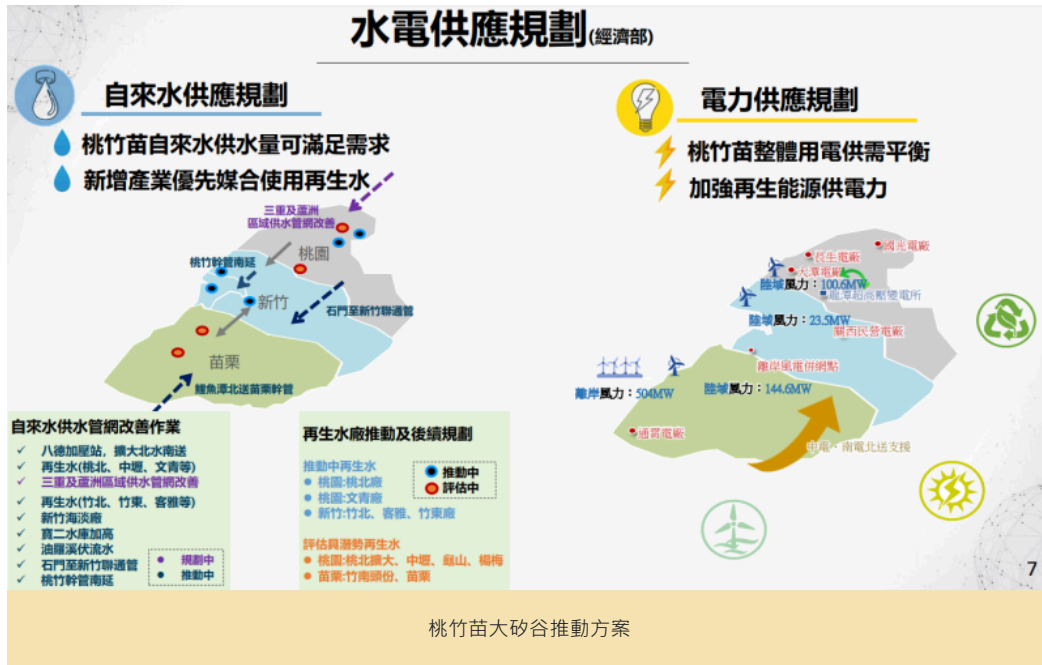 水電供應規劃(經濟部)
自來水供應規劃
桃竹苗自來水供水量可滿足需求
新增產業優先媒合使用再生水
三重及蘆洲
區域供水管網改善
桃園
桃竹幹管南延
新竹
石門至新竹聯通管
苗栗
鯉魚潭北送苗栗幹管
自來水供水管網改善作業
✓ 八德加壓站, 擴大北水南送
✓ 再生水(桃北、中壢、文青等)
✓ 三重及蘆洲區域供水管網改善
✓ 再生水(竹北、竹東、客雅等)
✓ 新竹海淡廠
✓ 寶二水庫加高
✓ 油羅溪伏流水
✓ 石門至新竹聯通管
✓ 桃竹幹管南延
• 規劃中
• 推動中
再生水廠推動及後續規劃
推動中再生水
• 桃園:桃北廠
• 桃園:文青廠
• 新竹:竹北、客雅、竹東廠
推動中
評估中
評估具潛勢再生水
• 桃園:桃北擴大、中壢、龜山、楊梅
• 苗栗:竹南頭份、苗栗
電力供應規劃
桃竹苗整體用電供需平衡
加強再生能源供電力
國光電廠
長生電廠
大潭電廠
陸域風力：100.6MW
龍潭超高壓變電所
陸域風力：23.5MW
關西民營電廠
離岸風電併網點
離岸風力：504MW
陸域風力：144.6MW
通霄電廠
中電、南電北送支援
7
桃竹苗大矽谷推動方案